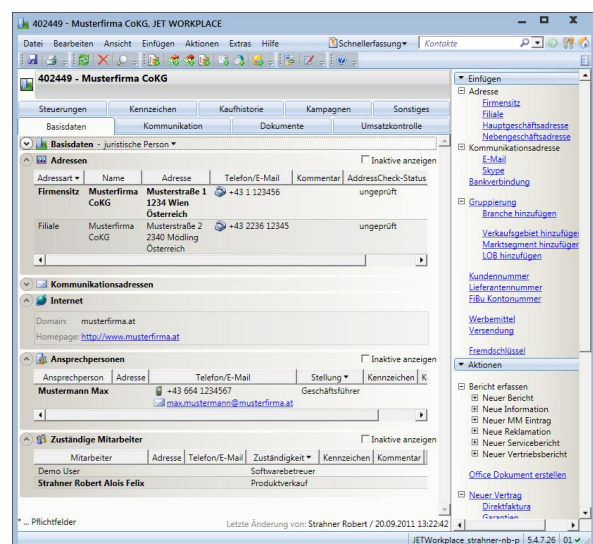 402449 - Musterfirma CoKG, JET WORKPLACE
Datei Bearbeiten Ansicht Einfügen Aktionen Extras Hilfe Schnellerfassung Kontakte
402449 - Musterfirma CoKG
Steuerungen Kennzeichen Kaufhistorie Kampagnen Sonstiges
Basisdaten Kommunikation Dokumente Umsatzkontrolle
Basisdaten - juristische Person
Adressen Inaktive anzeigen
Adressart Name Adresse Telefon/E-Mail Kommentar AddressCheck-Status
Firmensitz Musterfirma CoKG Musterstraße 1 1234 Wien Österreich +43 1 123456 ungeprüft
Filiale Musterfirma CoKG Musterstraße 2 2340 Mödling Österreich +43 2236 12345 ungeprüft
Kommunikationsadressen
Internet
Domain: musterfirma.at
Homepage: http://www.musterfirma.at
Ansprechpersonen Inaktive anzeigen
Ansprechperson Adresse Telefon/E-Mail Stellung Kennzeichen K
Mustermann Max +43 664 1234567 Geschäftsführer
max.mustermann@musterfirma.at
Zuständige Mitarbeiter Inaktive anzeigen
Mitarbeiter Adresse Telefon/E-Mail Zuständigkeit Kennzeichen Kommentar
Demo User Softwarebetreuer
Strahner Robert Alois Felix Produktverkauf
* ... Pflichtfelder Letzte Änderung von: Strahner Robert / 20.09.2011 13:22:42
Einfügen
Adresse
Firmensitz
Filiale
Hauptgeschäftsadresse
Nebengeschäftsadresse
Kommunikationsadresse
E-Mail
Skype
Bankverbindung
Gruppierung
Branche hinzufügen
Verkaufsgebiet hinzufügen
Marktsegment hinzufügen
LOB hinzufügen
Kundennummer
Lieferantennummer
FiBu Kontonummer
Werbemittel
Versendung
Fremdschlüssel
Aktionen
Bericht erfassen
Neuer Bericht
Neue Information
Neuer MM Eintrag
Neue Reklamation
Neuer Servicebericht
Neuer Vertriebsbericht
Office Dokument erstellen
Neuer Vertrag
Direktfaktura
Garantien
JETWorkplace strahner-nb-p 5.4.7.26 01